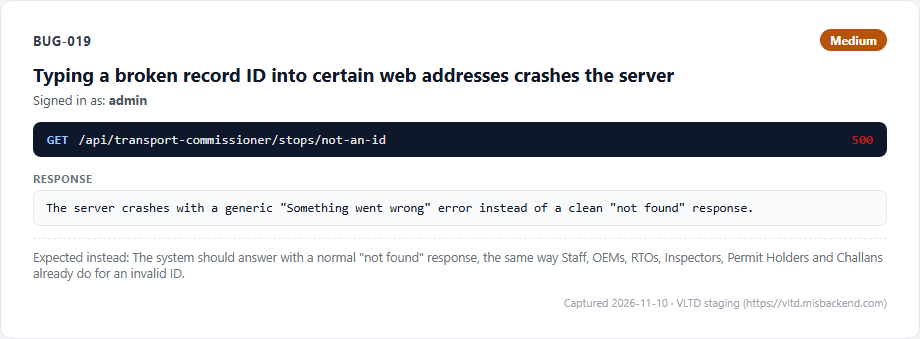 BUG-019
Medium
Typing a broken record ID into certain web addresses crashes the server
Signed in as: admin
GET /api/transport-commissioner/stops/not-an-id 500
RESPONSE
The server crashes with a generic "Something went wrong" error instead of a clean "not found" response.
Expected instead: The system should answer with a normal "not found" response, the same way Staff, OEMs, RTOs, Inspectors, Permit Holders and Challans
already do for an invalid ID.
Captured 2026-11-10 · VLTD staging (https://vltd.misbackend.com)